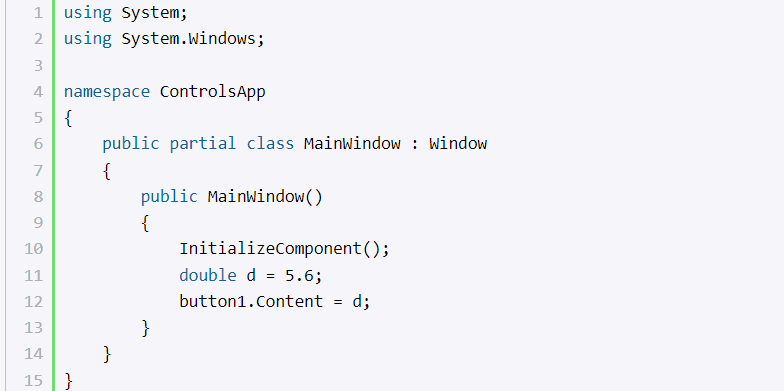 1 using System;
2 using System.Windows;
3
4 namespace ControlsApp
5 {
6     public partial class MainWindow : Window
7     {
8         public MainWindow()
9         {
10             InitializeComponent();
11             double d = 5.6;
12             button1.Content = d;
13         }
14     }
15 }